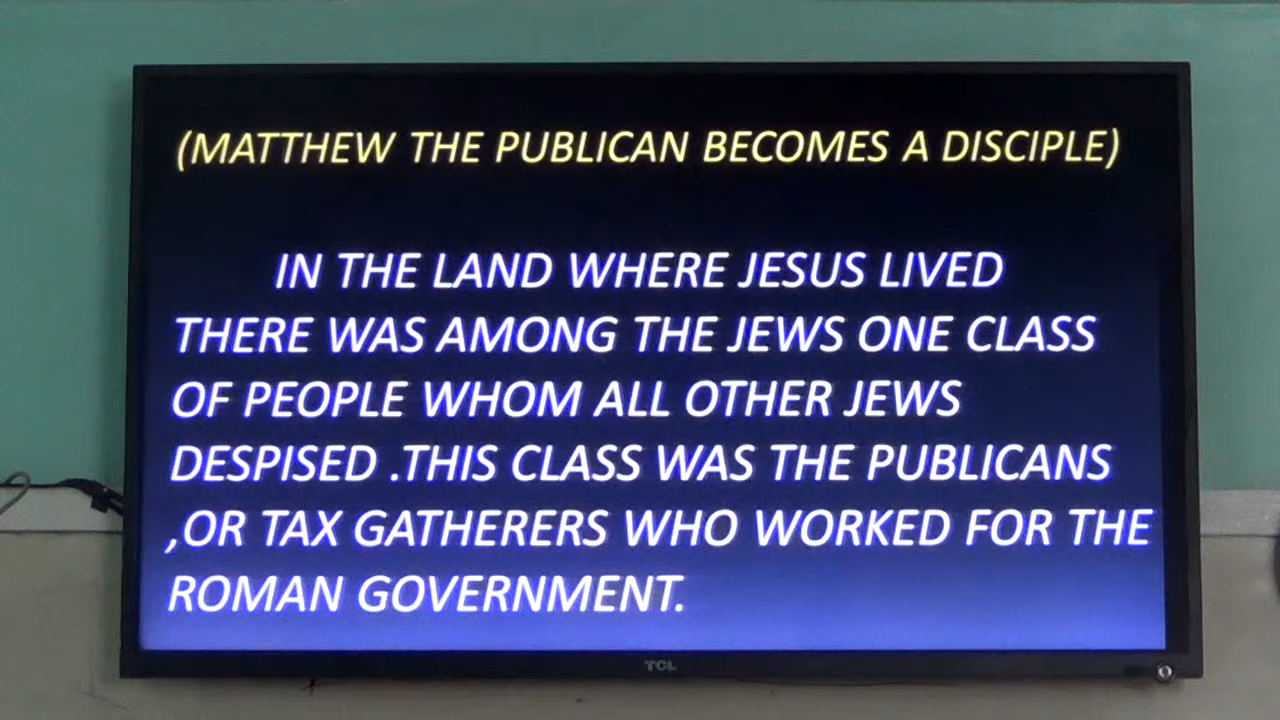 (MATTHEW THE PUBLICAN BECOMES A DISCIPLE)
IN THE LAND WHERE JESUS LIVED
THERE WAS AMONG THE JEWS ONE CLASS
OF PEOPLE WHOM ALL OTHER JEWS
DESPISED .THIS CLASS WAS THE PUBLICANS
,OR TAX GATHERERS WHO WORKED FOR THE
ROMAN GOVERNMENT.
TCL